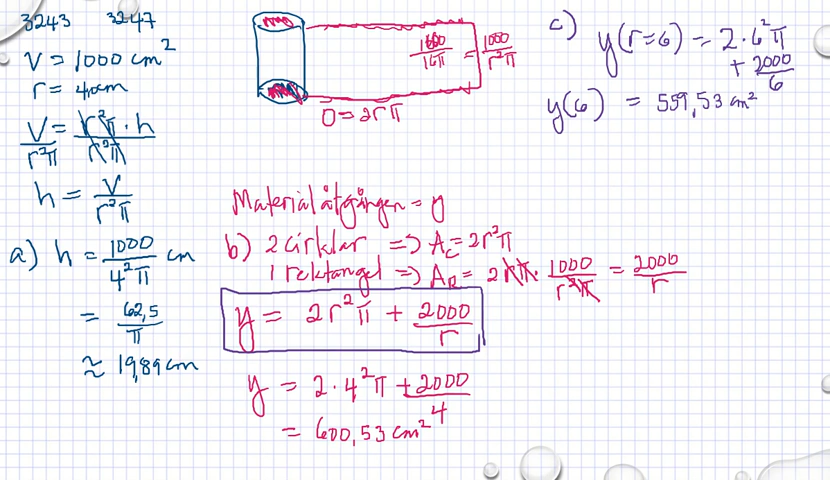 3243 3247
V = 1000 cm²
r = 4,0cm
V/r²π = r²π · h/r²π
h = V/r²π
a) h = 1000/4²π cm
= 62,5/π
≈ 19,89 cm
1000/16π = 1000/r²π
O = 2rπ
Materialåtgången = y
b) 2 cirklar => A_c = 2r²π
1 rektangel => A_R = 2rπ · 1000/r²π = 2000/r
y = 2r²π + 2000/r
y = 2 · 4²π + 2000/4
= 600,53 cm²
c) y(r=6) = 2 · 6²π
+ 2000/6
y(6) = 559,53 cm²